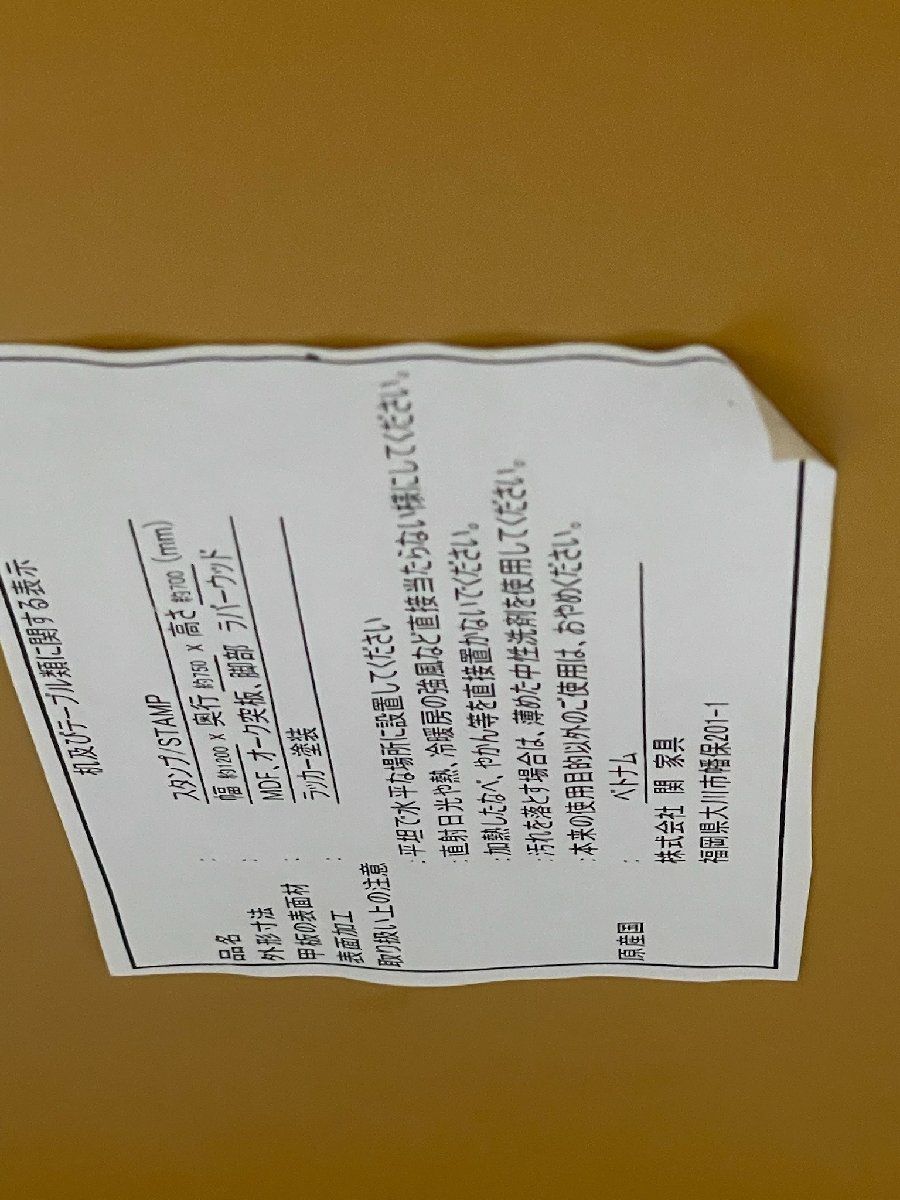 机及びテーブル類に関する表示
品名 : スタンプ/STAMP
外形寸法 : 幅 約1200 X 奥行 約750 X 高さ 約700 (mm)
甲板の表面材 : MDF、オーク突板、脚部 ラバーウッド
表面加工 : ラッカー塗装
取り扱い上の注意
:平坦で水平な場所に設置してください
:直射日光や熱、冷暖房の強風など直接当たらない様にしてください。
:加熱したなべ、やかん等を直接置かないでください。
:汚れを落とす場合は、薄めた中性洗剤を使用してください。
:本来の使用目的以外のご使用は、おやめください。
原産国 : ベトナム
株式会社 関 家具
福岡県大川市幡保201-1